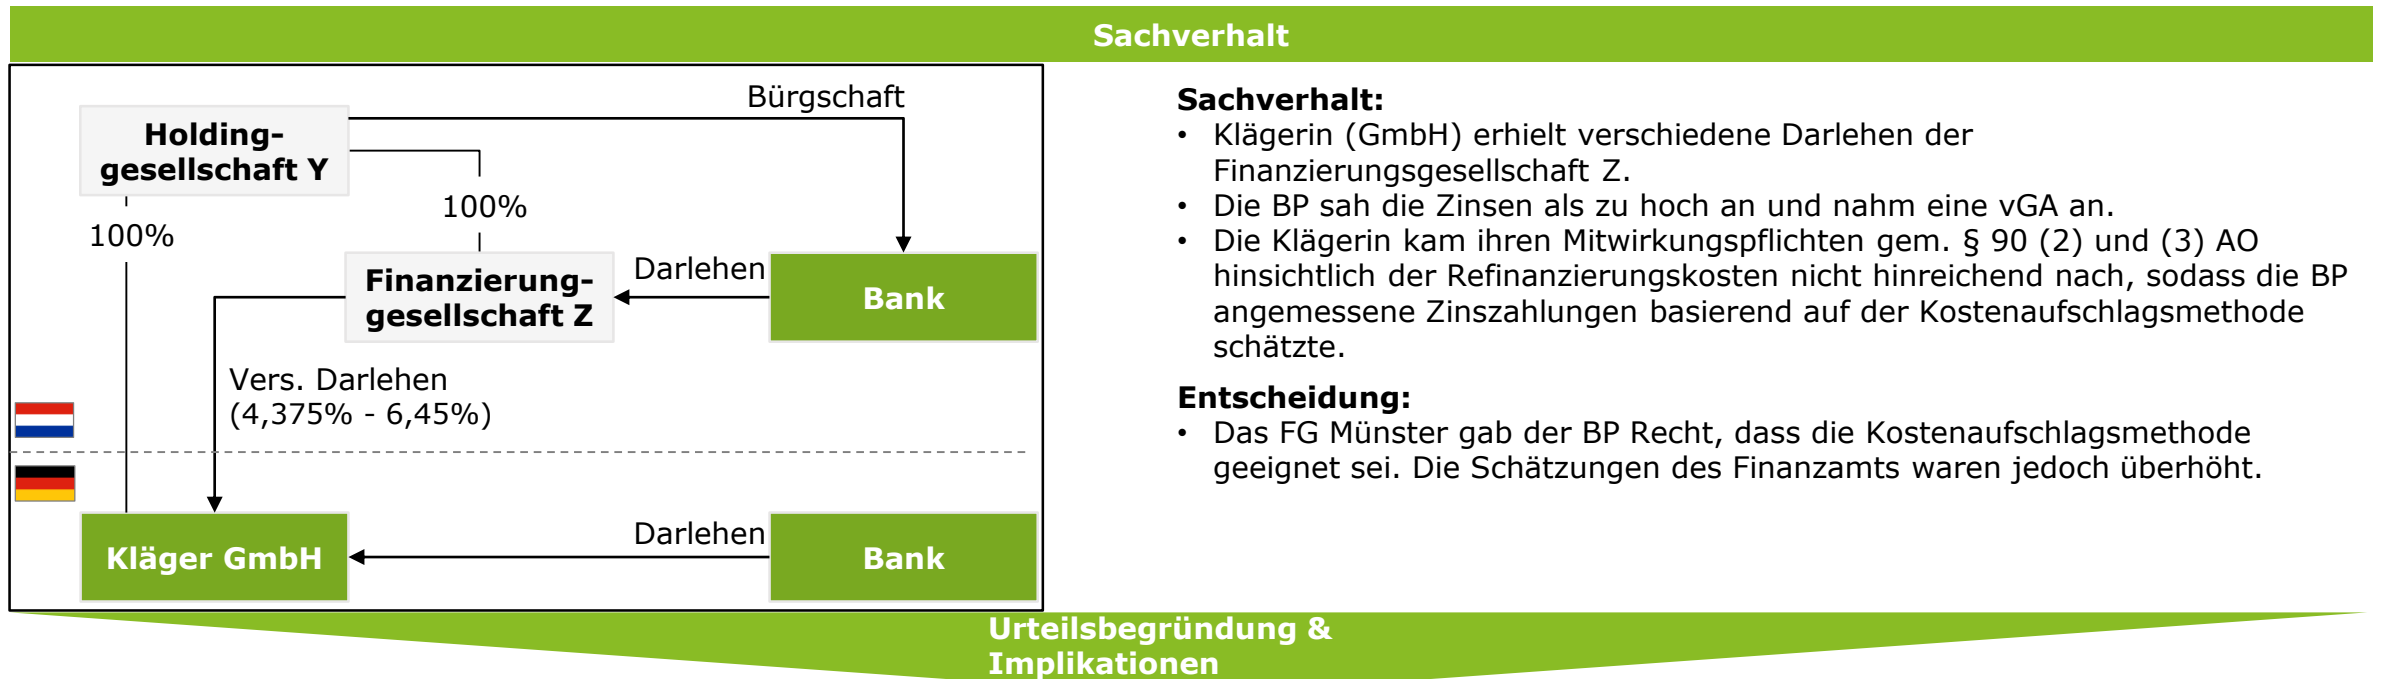 Sachverhalt
Bürgschaft
Holding-
gesellschaft Y
100%
100%
Finanzierung-
gesellschaft Z
Darlehen
Bank
Vers. Darlehen
(4,375% - 6,45%)
Kläger GmbH
Darlehen
Bank
Sachverhalt:
• Klägerin (GmbH) erhielt verschiedene Darlehen der
Finanzierungsgesellschaft Z.
• Die BP sah die Zinsen als zu hoch an und nahm eine vGA an.
• Die Klägerin kam ihren Mitwirkungspflichten gem. § 90 (2) und (3) AO
hinsichtlich der Refinanzierungskosten nicht hinreichend nach, sodass die BP
angemessene Zinszahlungen basierend auf der Kostenaufschlagsmethode
schätzte.
Entscheidung:
• Das FG Münster gab der BP Recht, dass die Kostenaufschlagsmethode
geeignet sei. Die Schätzungen des Finanzamts waren jedoch überhöht.
Urteilsbegründung &
Implikationen